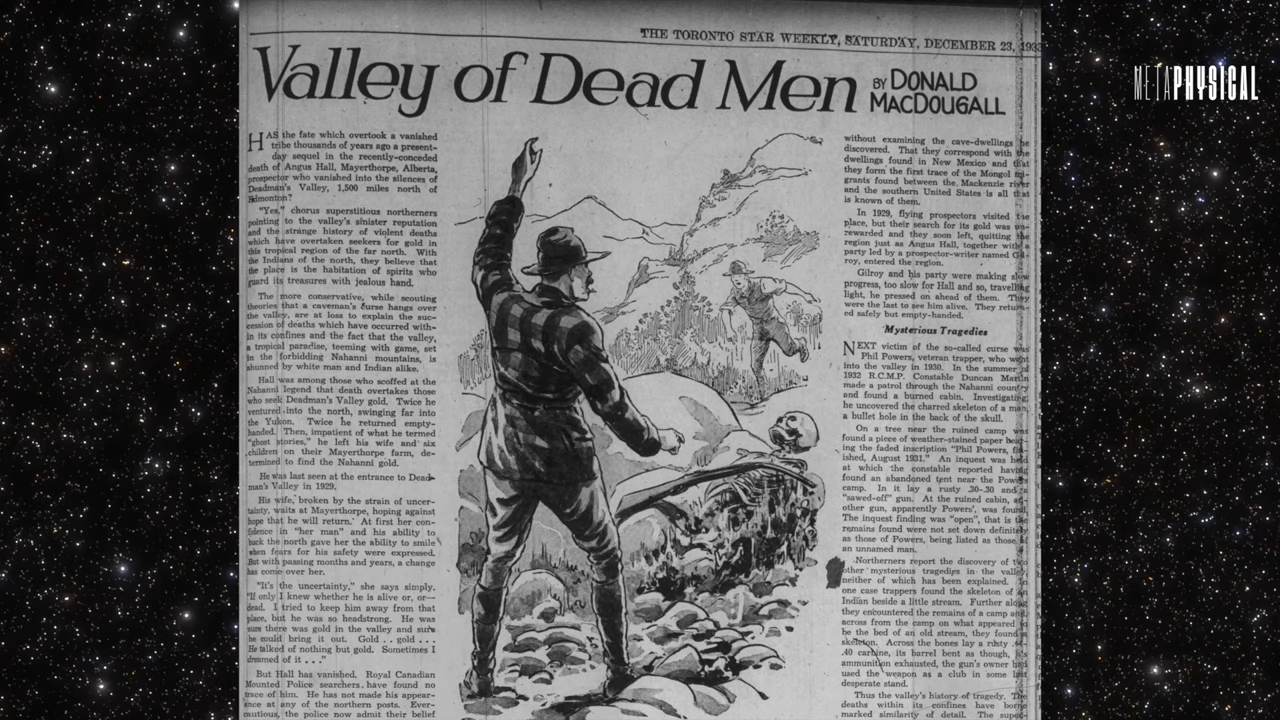 THE TORONTO STAR WEEKLY, SATURDAY, DECEMBER 23,
Valley of Dead Men
BY DONALD
MACDOUGALL
METAPHYSICAL
HAS the fate which overtook a vanished
tribe thousands of years ago a present-
day sequel in the recently-conceded
death of Angus Hall, Mayerthorpe, Alberta,
prospector who vanished into the silences of
Deadman's Valley, 1,500 miles north of
Edmonton?
"Yes," chorus superstitious northerners
pointing to the valley's sinister reputation
and the strange history of violent deaths
which have overtaken seekers for gold in
this tropical region of the far north. With
the Indians of the north, they believe that
the place is the habitation of spirits who
guard its treasures with jealous hand.
The more conservative, while scouting
theories that a caveman's curse hangs over
the valley, are at loss to explain the suc-
cession of deaths which have occurred with-
in its confines and the fact that the valley,
a tropical paradise, teeming with game, set
in the forbidding Nahanni mountains, is
shunned by white man and Indian alike.
Hall was among those who scoffed at the
Nahanni legend that death overtakes those
who seek Deadman's Valley gold. Twice he
ventured into the north, swinging far into
the Yukon. Twice he returned empty-
handed. Then, impatient of what he termed
"ghost stories," he left his wife and six
children on their Mayerthorpe farm, de-
termined to find the Nahanni gold.
He was last seen at the entrance to Dead-
man's Valley in 1929.
His wife, broken by the strain of uncer-
tainty, waits at Mayerthorpe, hoping against
hope that he will return. At first her con-
fidence in "her man" and his ability to
buck the north gave her the ability to smile
when fears for his safety were expressed.
But with passing months and years, a change
has come over her.
"It's the uncertainty," she says simply.
"If only I knew whether he is alive or, or—
dead. I tried to keep him away from that
place, but he was so headstrong. He was
sure there was gold in the valley and sure
he could bring it out. Gold . . gold . . .
He talked of nothing but gold. Sometimes I
dreamed of it . . ."
But Hall has vanished. Royal Canadian
Mounted Police searchers have found no
trace of him. He has not made his appear-
ance at any of the northern posts. Ever-
cautious, the police now admit their belief
without examining the cave-dwellings he
discovered. That they correspond with the
dwellings found in New Mexico and that
they form the first trace of the Mongol mi-
grants found between the Mackenzie river
and the southern United States is all that
is known of them.
In 1929, flying prospectors visited the
place, but their search for its gold was un-
rewarded and they soon left, quitting the
region just as Angus Hall, together with a
party led by a prospector-writer named Gil-
roy, entered the region.
Gilroy and his party were making slow
progress, too slow for Hall and so, travelling
light, he pressed on ahead of them. They
were the last to see him alive. They return-
ed safely but empty-handed.
Mysterious Tragedies
NEXT victim of the so-called curse was
Phil Powers, veteran trapper, who went
into the valley in 1930. In the summer of
1932 R.C.M.P. Constable Duncan Martin
made a patrol through the Nahanni country
and found a burned cabin. Investigating,
he uncovered the charred skeleton of a man,
a bullet hole in the back of the skull.
On a tree near the ruined camp was
found a piece of weather-stained paper bear-
ing the faded inscription "Phil Powers, fin-
ished, August 1931." An inquest was held
at which the constable reported having
found an abandoned tent near the Powers
camp. In it lay a rusty .30-.30 and a
"sawed-off" gun. At the ruined cabin, an-
other gun, apparently Powers', was found.
The inquest finding was "open", that is the
remains found were not set down definitely
as those of Powers, being listed as those of
an unnamed man.
Northerners report the discovery of two
other mysterious tragedies in the valley,
neither of which has been explained. In
one case trappers found the skeleton of an
Indian beside a little stream. Further along
they encountered the remains of a camp and,
across from the camp on what appeared to
be the bed of an old stream, they found a
skeleton. Across the bones lay a rusty
.40 carbine, its barrel bent as though, his
ammunition exhausted, the gun's owner had
used the weapon as a club in some last
desperate stand.
Thus the valley's history of tragedy. The
deaths within its confines have borne
marked similarity of detail. The